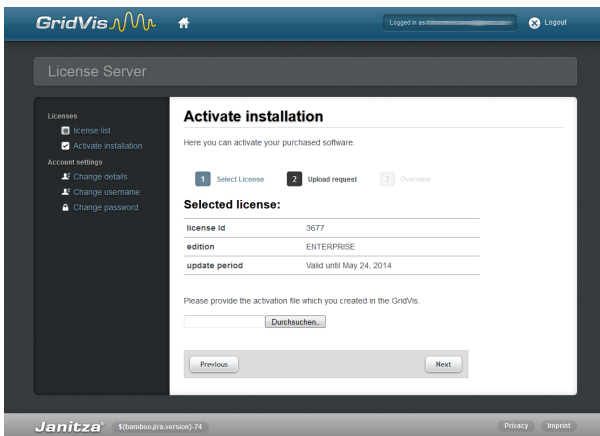 GridVis
Logged in as
Logout
License Server
Licenses
license list
Activate installation
Account settings
Change details
Change username
Change password
Activate installation
Here you can activate your purchased software.
1 Select License 2 Upload request 3 Overview
Selected license:
license id 3677
edition ENTERPRISE
update period Valid until May 24, 2014
Please provide the activation file which you created in the GridVis.
Durchsuchen..
Previous Next
Janitza® ${bamboo.jira.version}-74 Privacy Imprint